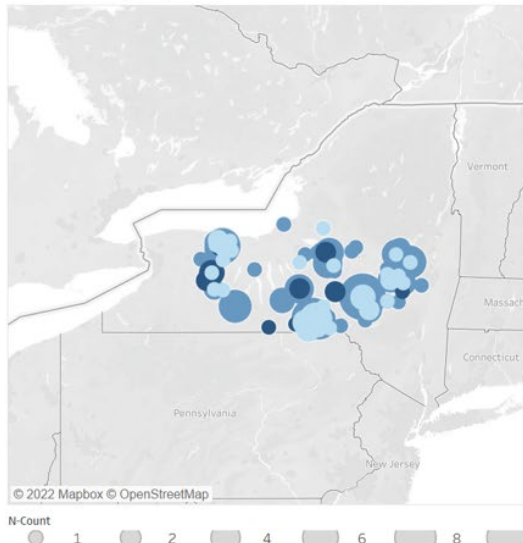 Vermont
Massach
Connecticut
Pennsylvania
New Jersey
© 2022 Mapbox © OpenStreetMap
N-Count
1 2 4 6 8